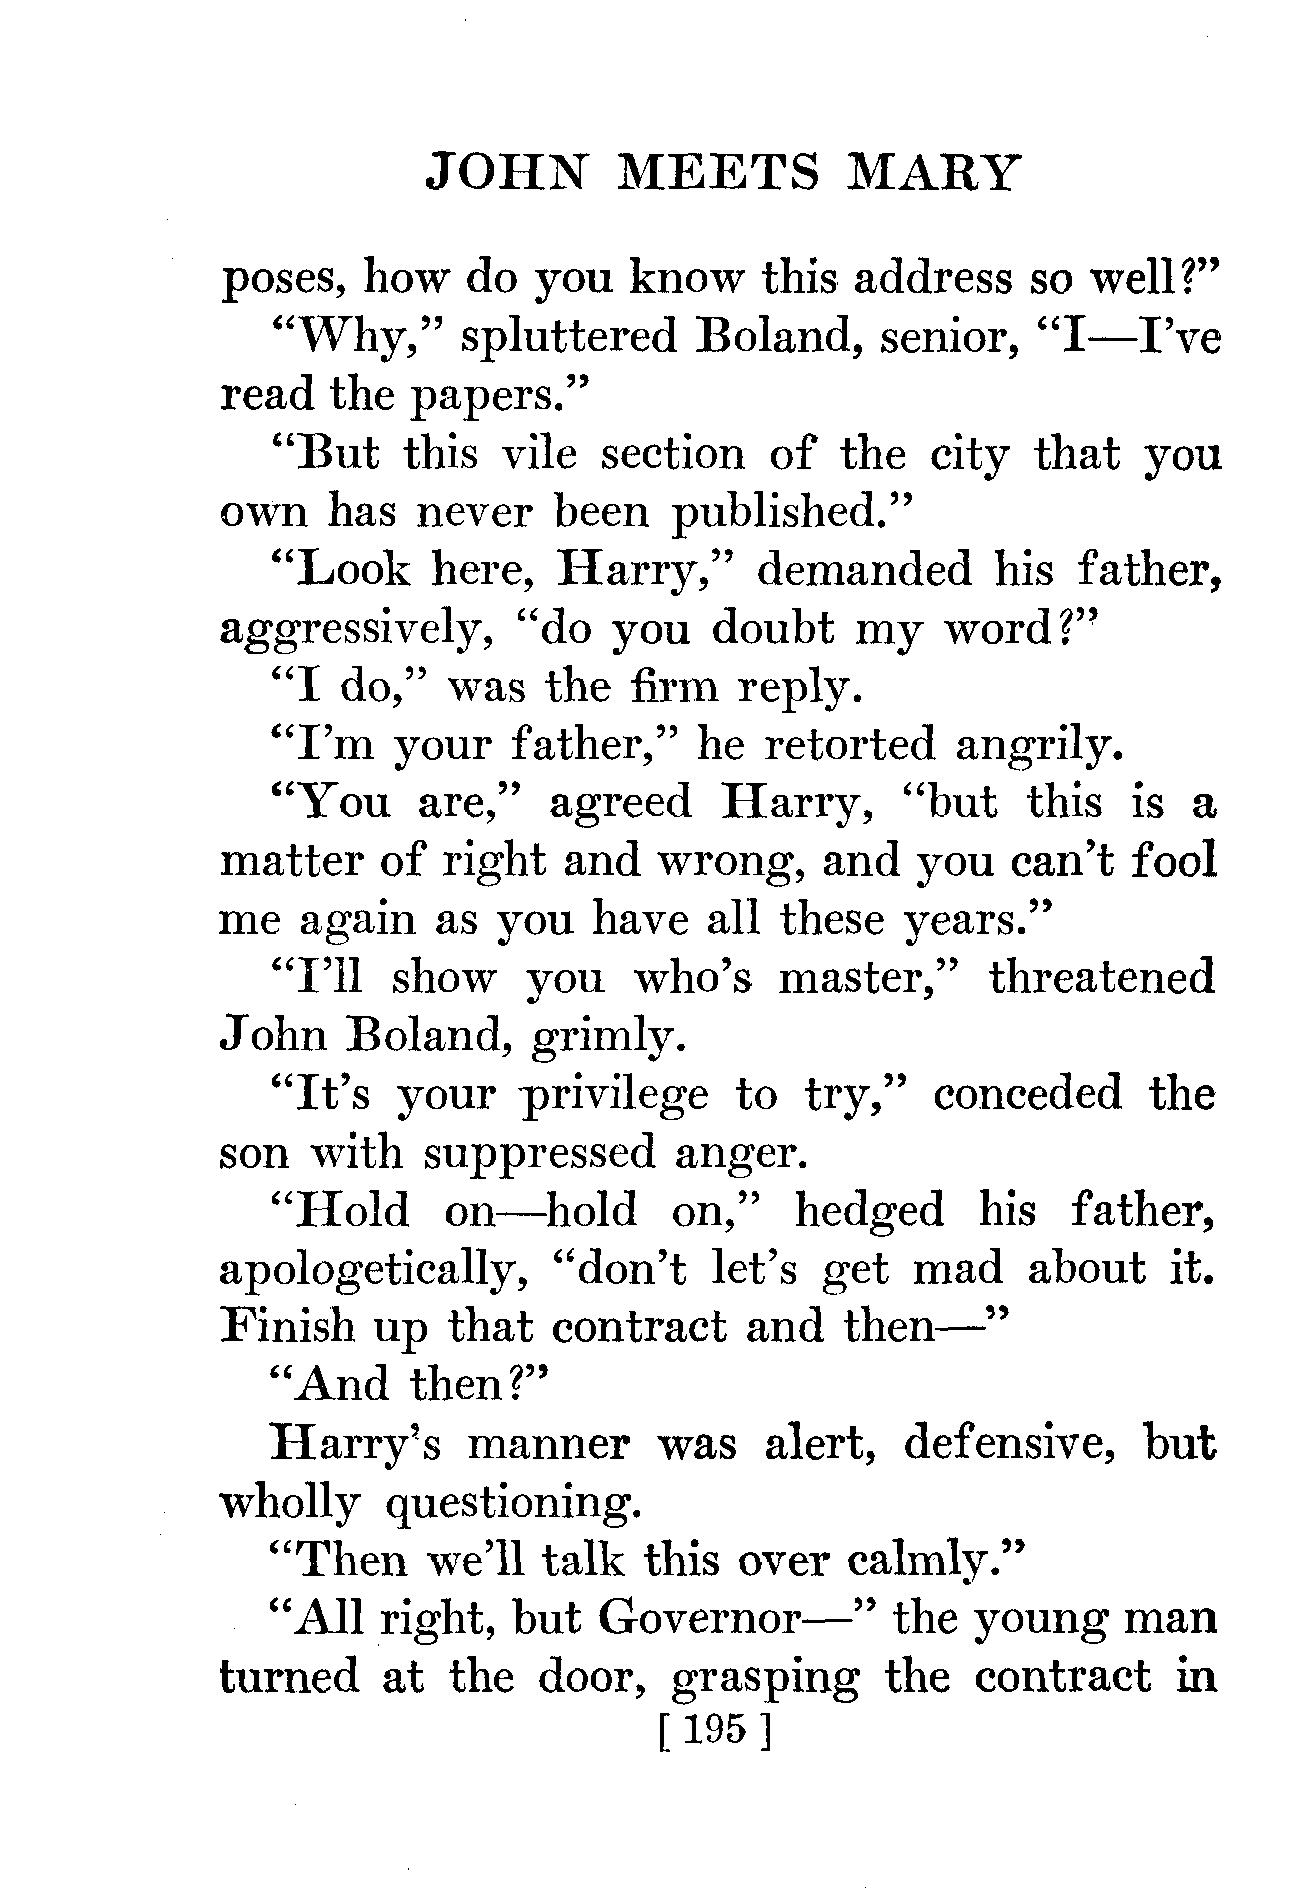 JOHN MEETS MARY
poses, how do you know this address so well?”
“Why,” spluttered Boland, senior, “I—I’ve
read the papers.”
“But this vile section of the city that you
own has never been published.”
“Look here, Harry,” demanded his father,
aggressively, “do you doubt my word?”
“I do,” was the firm reply.
“I’m your father,” he retorted angrily.
“You are,” agreed Harry, “but this is a
matter of right and wrong, and you can’t fool
me again as you have all these years.”
“I’ll show you who’s master,” threatened
John Boland, grimly.
“It’s your privilege to try,” conceded the
son with suppressed anger.
“Hold on—hold on,” hedged his father,
apologetically, “don’t let’s get mad about it.
Finish up that contract and then—”
“And then?”
Harry’s manner was alert, defensive, but
wholly questioning.
“Then we’ll talk this over calmly.”
“All right, but Governor—” the young man
turned at the door, grasping the contract in
[ 195 ]